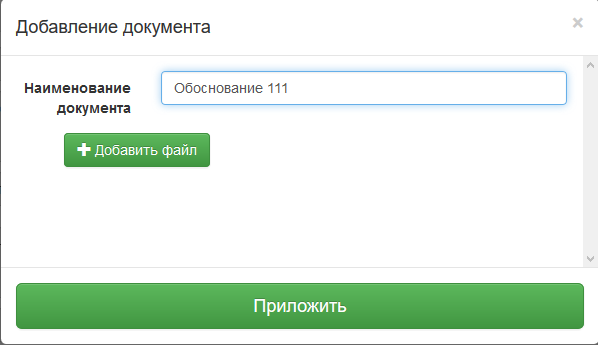 Добавление документа
Наименование
документа
Обоснование 111
Добавить файл
Приложить